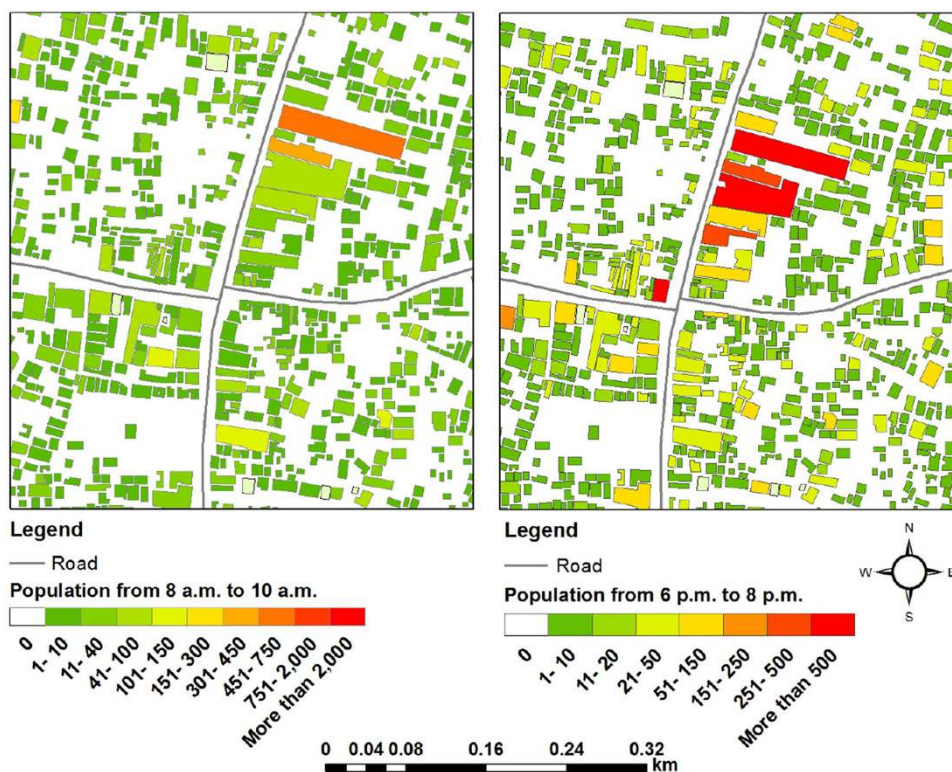 Legend
Road
Population from 8 a.m. to 10 a.m.
0
1- 10
11- 40
41- 100
101- 150
151- 300
301- 450
451- 750
751- 2,000
More than 2,000
Legend
Road
Population from 6 p.m. to 8 p.m.
0
1- 10
11- 20
21- 50
51- 150
151- 250
251- 500
More than 500
N
W E
S
0 0.04 0.08 0.16 0.24 0.32
km